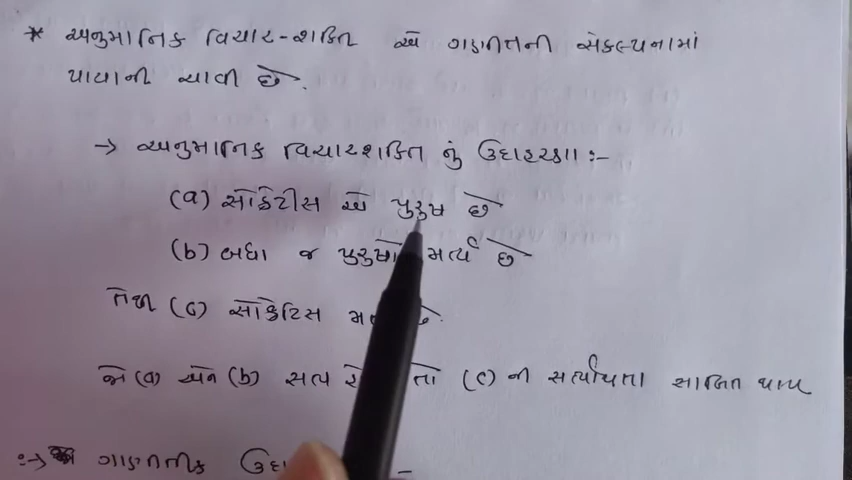 * અનુમાનિક વિચાર-શક્તિ એ ગણીતની સંકલ્પનામાં
પાયાની ચાવી છે.
→ અનુમાનિક વિચારશક્તિ નું ઉદાહરણ :-
(a) સૉક્રેટીસ એ પુરુષ છે
(b) બધા જ પુરુષો મર્ત્ય છે
તેથી (c) સૉક્રેટિસ
જો (a) અને (b) સત્ય તો (c) ની સત્યાર્થતા સાબિત થાય
:→ ગાણીતીક